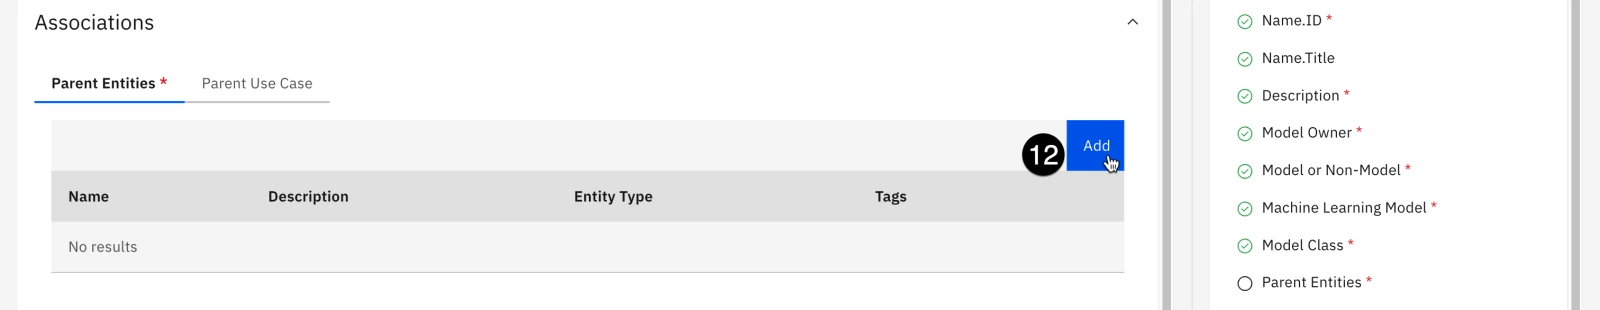 Associations
Parent Entities *
Parent Use Case
12
Add
Name Description Entity Type Tags
No results
Name.ID *
Name.Title
Description *
Model Owner *
Model or Non-Model *
Machine Learning Model *
Model Class *
Parent Entities *